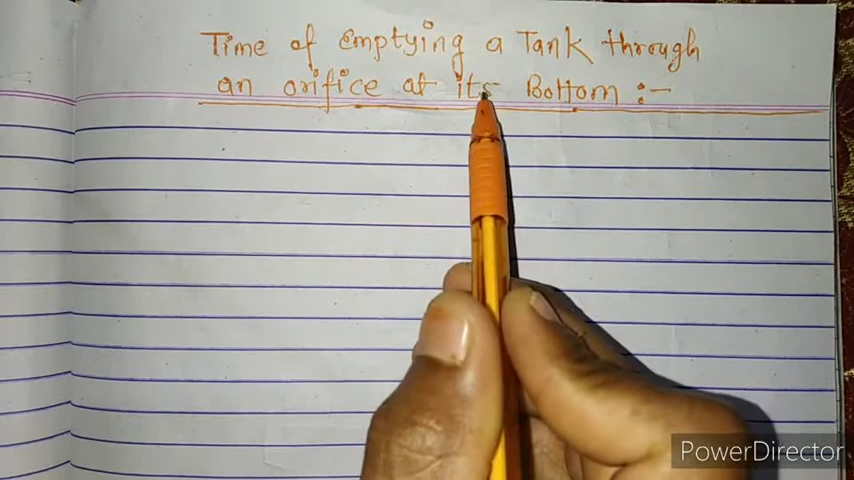 Time of emptying a Tank through
an orifice at its Bottom :-
PowerDirector